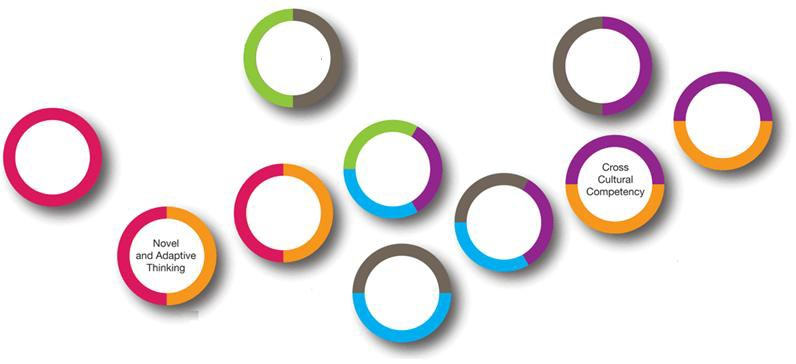 Novel
and Adaptive
Thinking
Cross
Cultural
Competency